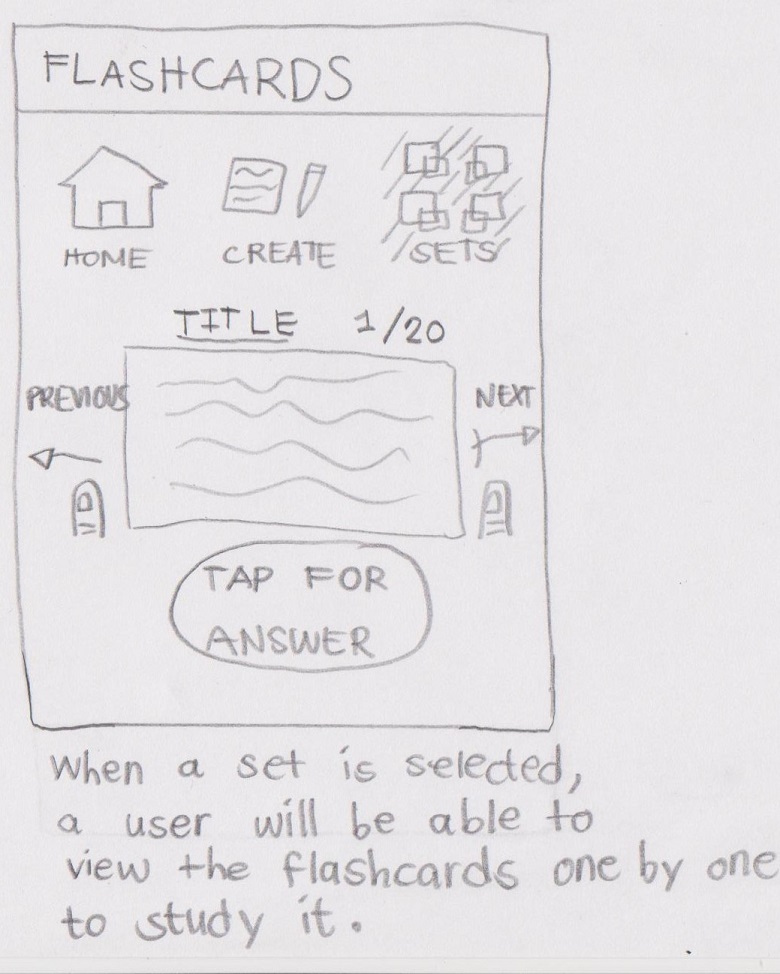 FLASHCARDS
HOME CREATE SETS
TITLE 1/20
PREVIOUS NEXT
TAP FOR
ANSWER
When a set is selected,
a user will be able to
view the flashcards one by one
to study it.